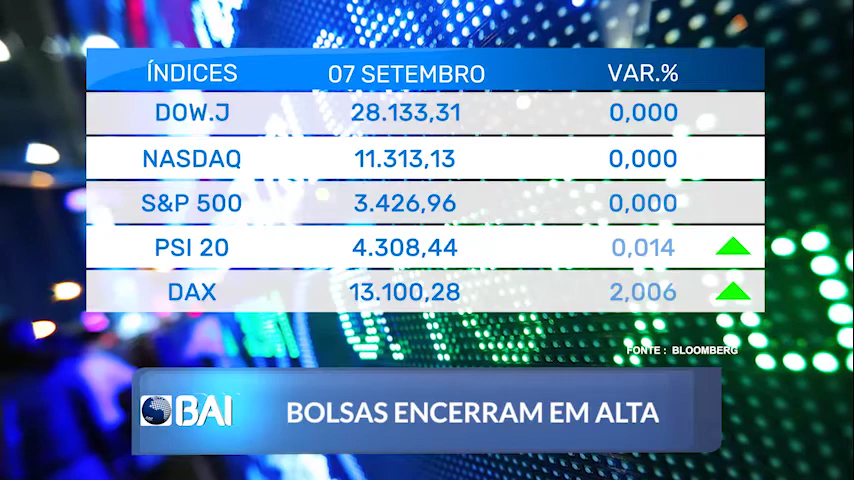 ÍNDICES 07 SETEMBRO VAR.%
DOW.J 28.133,31 0,000
NASDAQ 11.313,13 0,000
S&P 500 3.426,96 0,000
PSI 20 4.308,44 0,014
DAX 13.100,28 2,006
FONTE : BLOOMBERG
BAI BOLSAS ENCERRAM EM ALTA